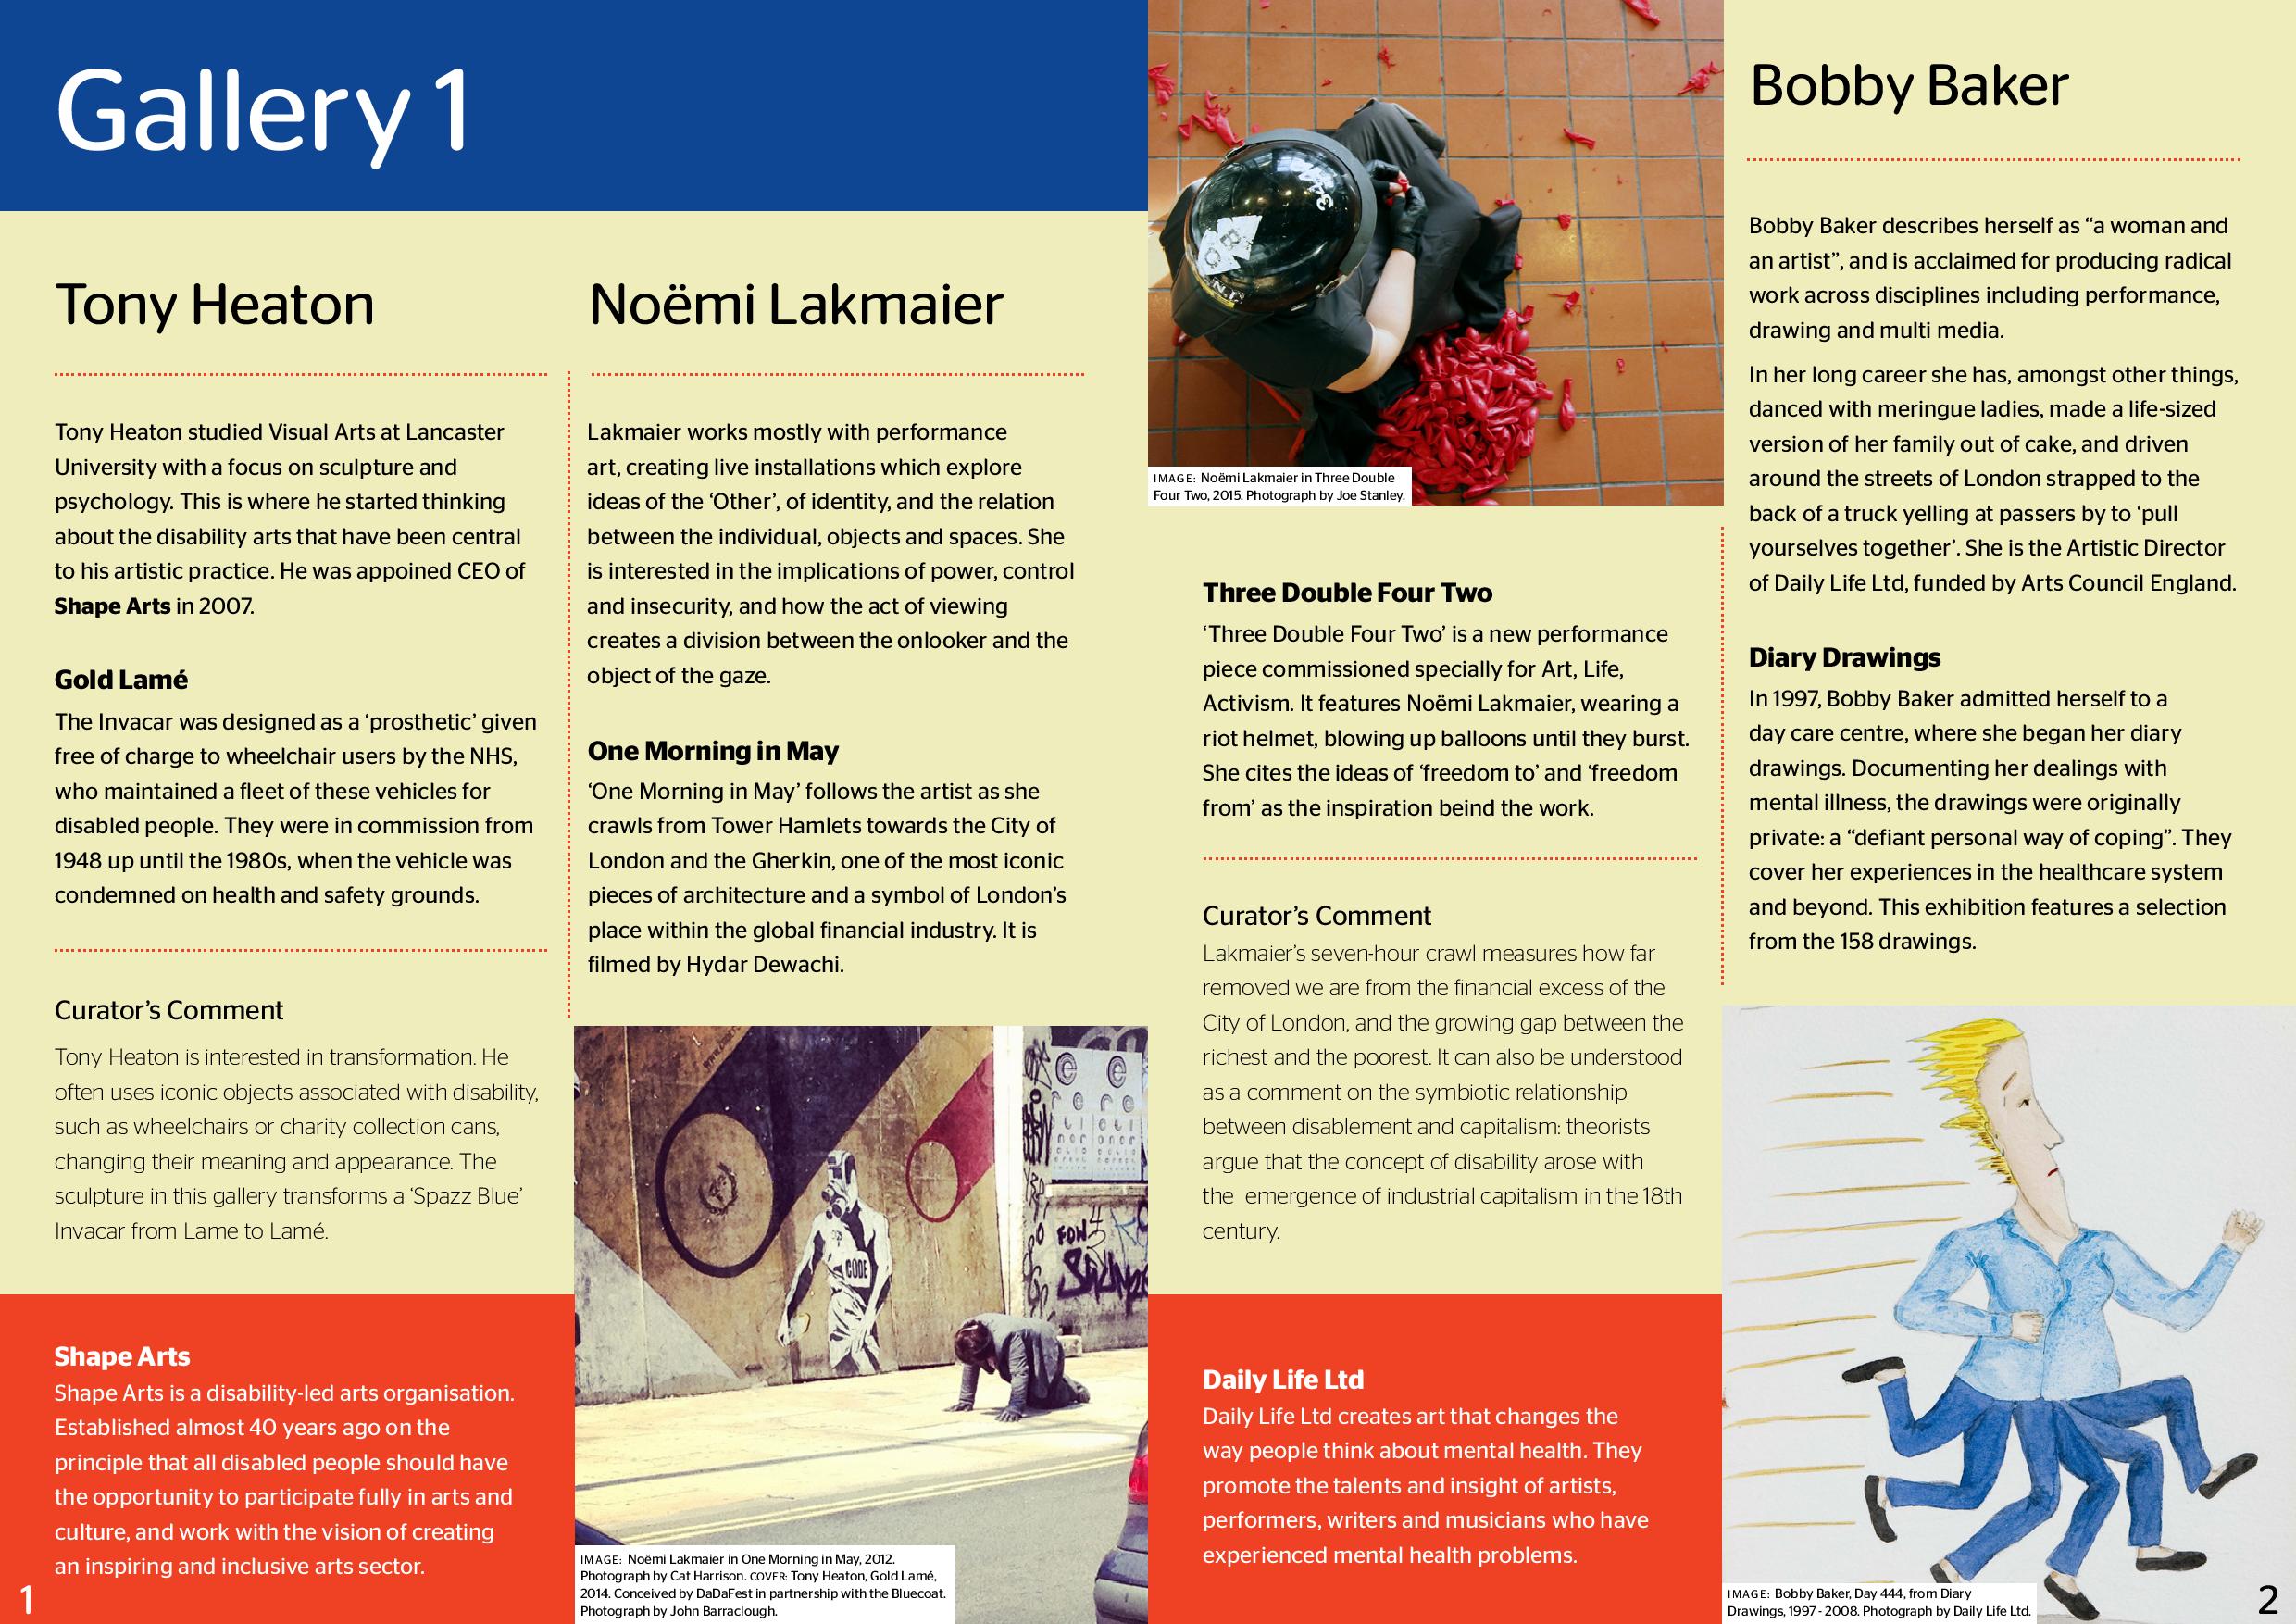 Gallery 1
Tony Heaton
Tony Heaton studied Visual Arts at Lancaster
University with a focus on sculpture and
psychology. This is where he started thinking
about the disability arts that have been central
to his artistic practice. He was appoined CEO of
Shape Arts in 2007.
Gold Lamé
The Invacar was designed as a ‘prosthetic’ given
free of charge to wheelchair users by the NHS,
who maintained a fleet of these vehicles for
disabled people. They were in commission from
1948 up until the 1980s, when the vehicle was
condemned on health and safety grounds.
Curator’s Comment
Tony Heaton is interested in transformation. He
often uses iconic objects associated with disability,
such as wheelchairs or charity collection cans,
changing their meaning and appearance. The
sculpture in this gallery transforms a ‘Spazz Blue’
Invacar from Lame to Lamé.
Shape Arts
Shape Arts is a disability-led arts organisation.
Established almost 40 years ago on the
principle that all disabled people should have
the opportunity to participate fully in arts and
culture, and work with the vision of creating
an inspiring and inclusive arts sector.
1
Noëmi Lakmaier
Lakmaier works mostly with performance
art, creating live installations which explore
ideas of the ‘Other’, of identity, and the relation
between the individual, objects and spaces. She
is interested in the implications of power, control
and insecurity, and how the act of viewing
creates a division between the onlooker and the
object of the gaze.
One Morning in May
‘One Morning in May’ follows the artist as she
crawls from Tower Hamlets towards the City of
London and the Gherkin, one of the most iconic
pieces of architecture and a symbol of London’s
place within the global financial industry. It is
filmed by Hydar Dewachi.
CODE
IMAGE: Noëmi Lakmaier in One Morning in May, 2012.
Photograph by Cat Harrison. COVER: Tony Heaton, Gold Lamé,
2014. Conceived by DaDaFest in partnership with the Bluecoat.
Photograph by John Barraclough.
IMAGE: Noëmi Lakmaier in Three Double
Four Two, 2015. Photograph by Joe Stanley.
Three Double Four Two
‘Three Double Four Two’ is a new performance
piece commissioned specially for Art, Life,
Activism. It features Noëmi Lakmaier, wearing a
riot helmet, blowing up balloons until they burst.
She cites the ideas of ‘freedom to’ and ‘freedom
from’ as the inspiration beind the work.
Curator’s Comment
Lakmaier’s seven-hour crawl measures how far
removed we are from the financial excess of the
City of London, and the growing gap between the
richest and the poorest. It can also be understood
as a comment on the symbiotic relationship
between disablement and capitalism: theorists
argue that the concept of disability arose with
the emergence of industrial capitalism in the 18th
century.
Daily Life Ltd
Daily Life Ltd creates art that changes the
way people think about mental health. They
promote the talents and insight of artists,
performers, writers and musicians who have
experienced mental health problems.
Bobby Baker
Bobby Baker describes herself as “a woman and
an artist”, and is acclaimed for producing radical
work across disciplines including performance,
drawing and multi media.
In her long career she has, amongst other things,
danced with meringue ladies, made a life-sized
version of her family out of cake, and driven
around the streets of London strapped to the
back of a truck yelling at passers by to ‘pull
yourselves together’. She is the Artistic Director
of Daily Life Ltd, funded by Arts Council England.
Diary Drawings
In 1997, Bobby Baker admitted herself to a
day care centre, where she began her diary
drawings. Documenting her dealings with
mental illness, the drawings were originally
private: a “defiant personal way of coping”. They
cover her experiences in the healthcare system
and beyond. This exhibition features a selection
from the 158 drawings.
IMAGE: Bobby Baker, Day 444, from Diary
Drawings, 1997 - 2008. Photograph by Daily Life Ltd.
2